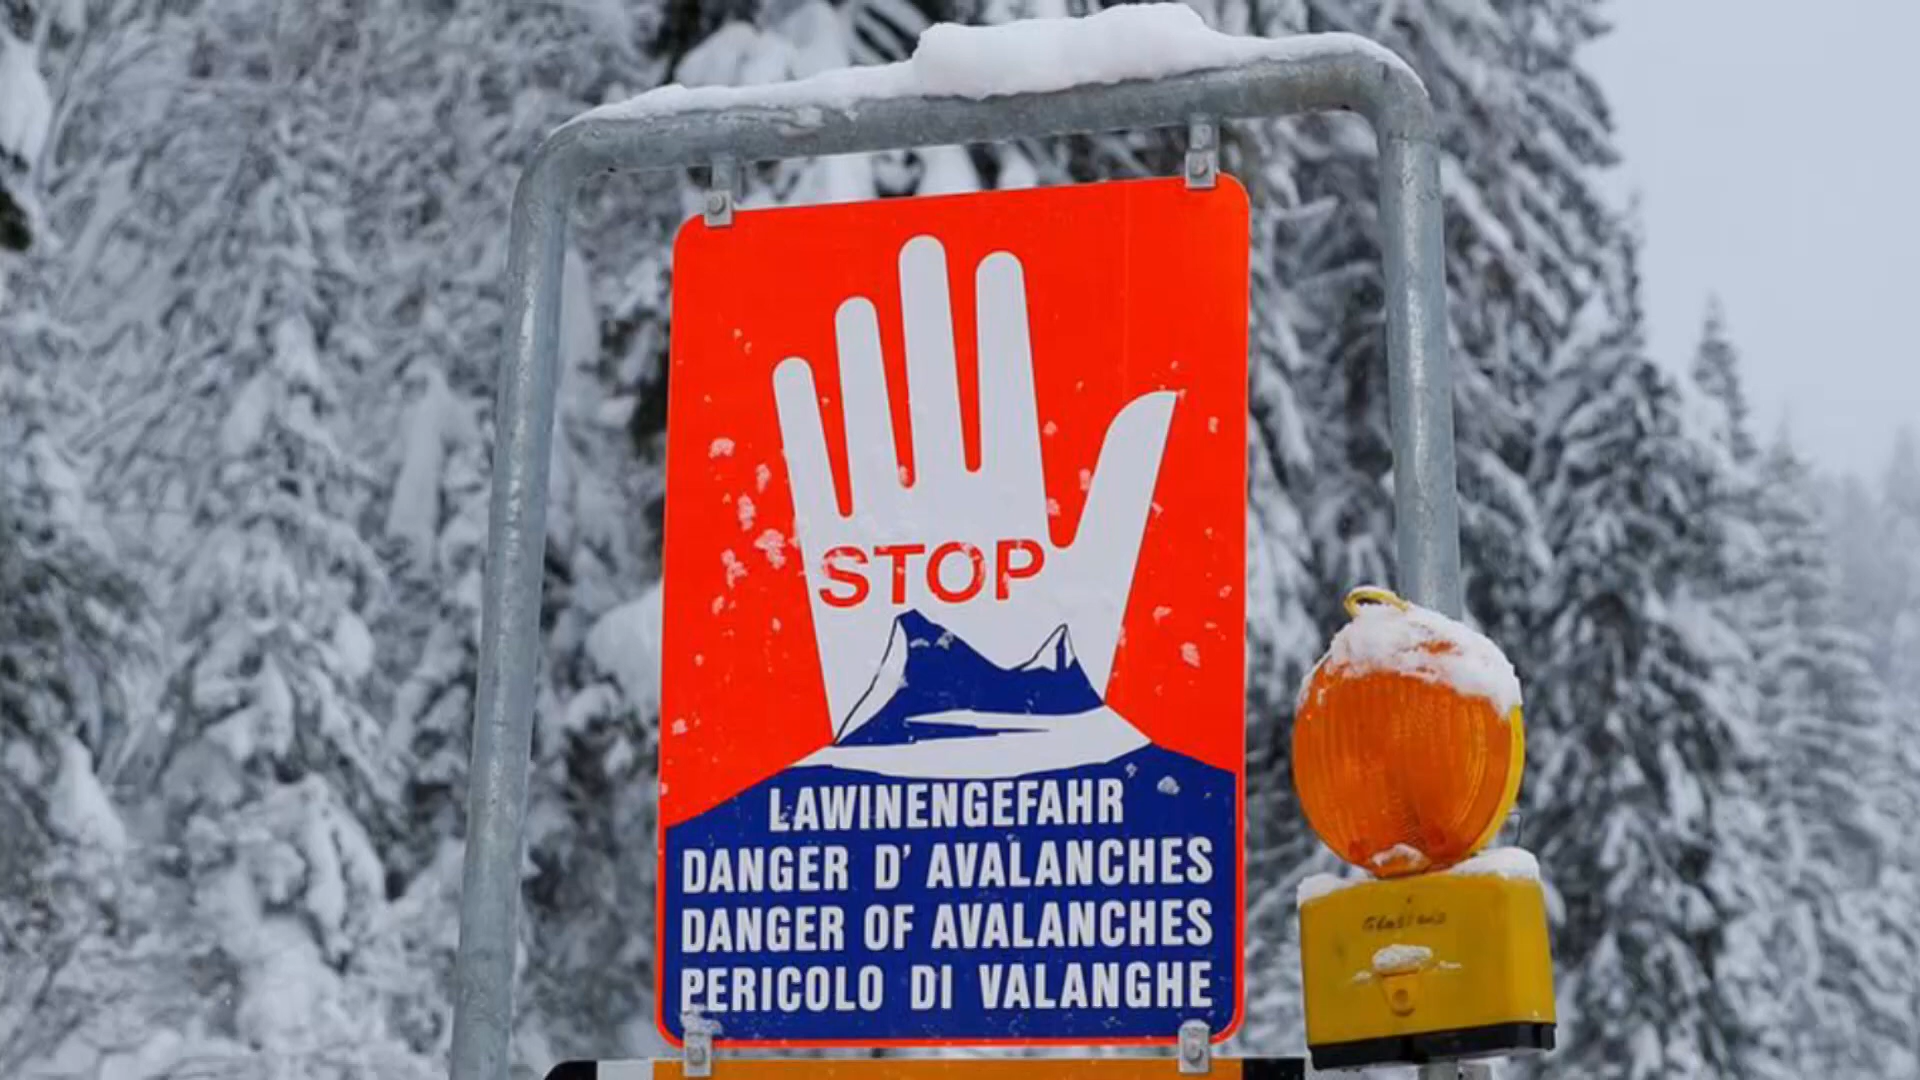 STOP
LAWINENGEFAHR
DANGER D' AVALANCHES
DANGER OF AVALANCHES
PERICOLO DI VALANGHE